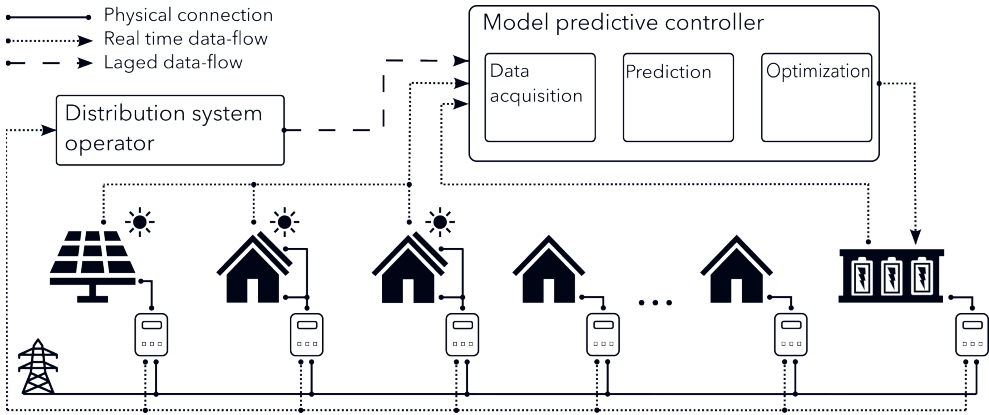 Physical connection
Real time data-flow
Laged data-flow
Model predictive controller
Data
acquisition
Prediction
Optimization
Distribution system
operator